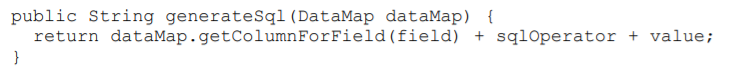 public String generateSql(DataMap dataMap) {
  return dataMap.getColumnForField(field) + sqlOperator + value;
}